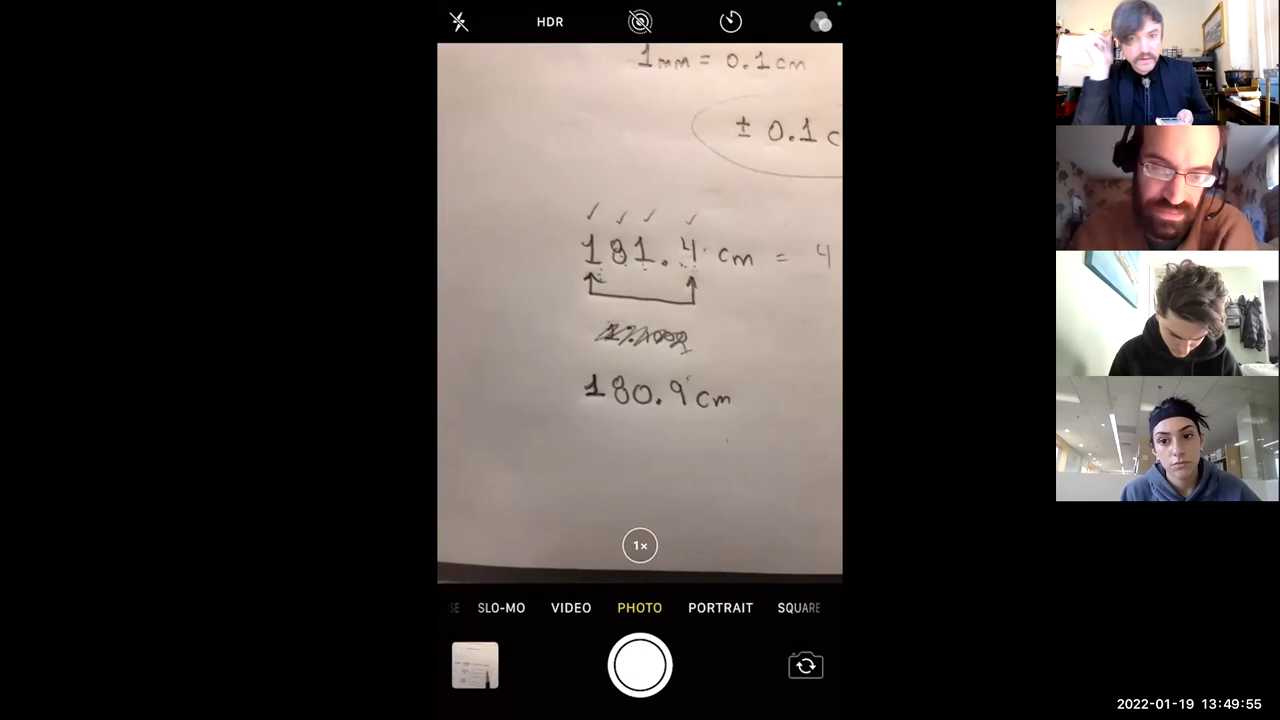 HDR
1mm = 0.1cm
± 0.1 c
181.4 cm = 4
180.9 cm
1×
SLO-MO VIDEO PHOTO PORTRAIT SQUARE
2022-01-19 13:49:55